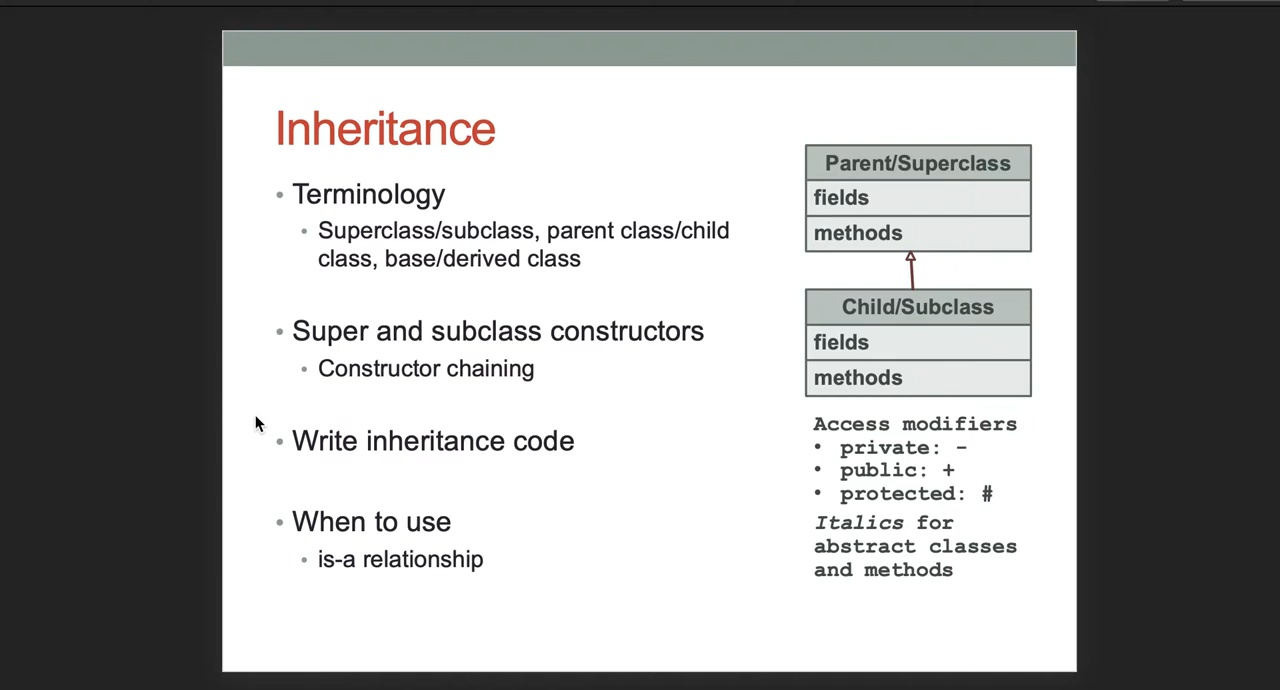 Inheritance
• Terminology
• Superclass/subclass, parent class/child
class, base/derived class
• Super and subclass constructors
• Constructor chaining
• Write inheritance code
• When to use
• is-a relationship
Parent/Superclass
fields
methods
Child/Subclass
fields
methods
Access modifiers
• private: -
• public: +
• protected: #
Italics for
abstract classes
and methods